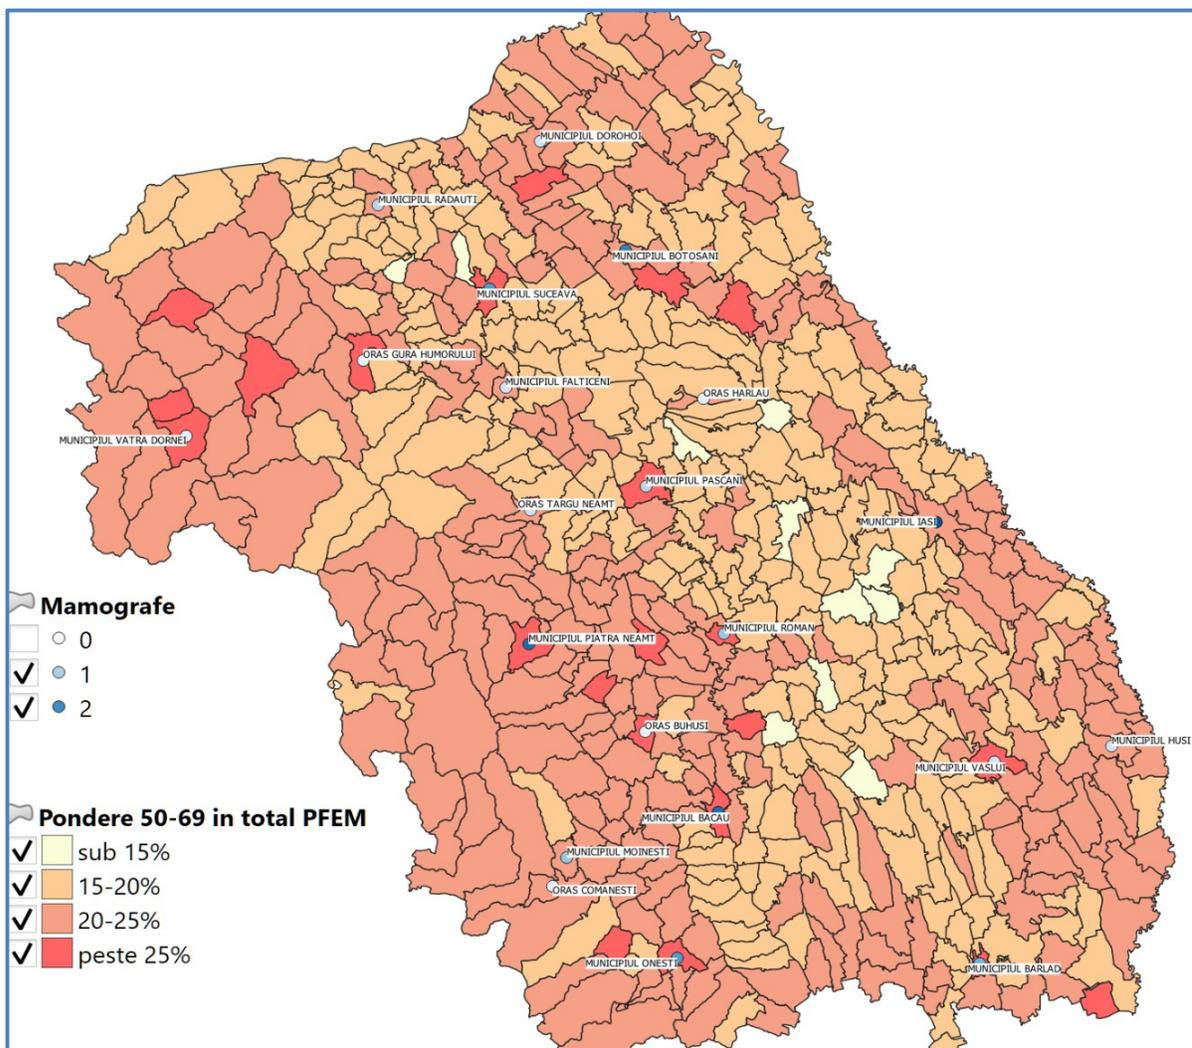 MUNICIPIUL DOROHOI
MUNICIPIUL RADAUTI
MUNICIPIUL BOTOSANI
MUNICIPIUL SUCEAVA
ORAS GURA HUMORULUI
MUNICIPIUL FALTICENI
ORAS HARLAU
MUNICIPIUL VATRA DORNEI
MUNICIPIUL PASCANI
ORAS TARGU NEAMT
MUNICIPIUL IASI
Mamografe
0
1
2
MUNICIPIUL ROMAN
MUNICIPIUL PIATRA NEAMT
ORAS BUHUSI
MUNICIPIUL HUSI
MUNICIPIUL VASLUI
MUNICIPIUL BACAU
Pondere 50-69 in total PFEM
sub 15%
15-20%
20-25%
peste 25%
MUNICIPIUL MOINESTI
ORAS COMANESTI
MUNICIPIUL ONESTI
MUNICIPIUL BARLAD